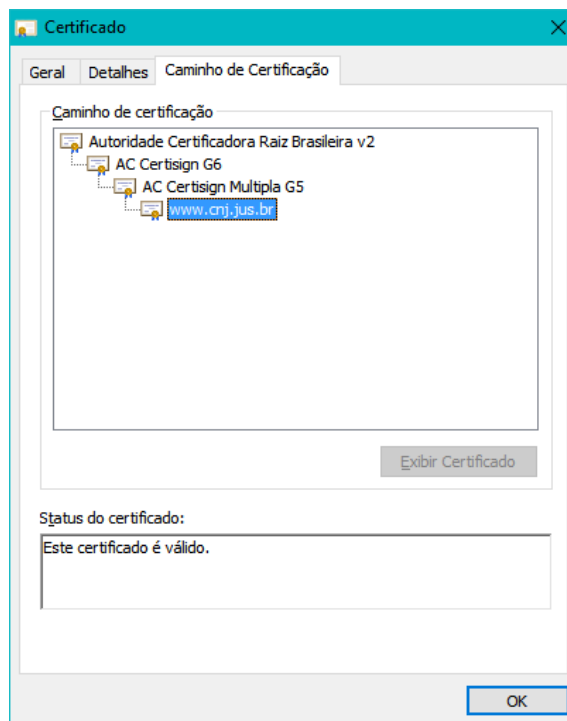 Certificado
Geral Detalhes Caminho de Certificação
Caminho de certificação
Autoridade Certificadora Raiz Brasileira v2
AC Certisign G6
AC Certisign Multipla G5
www.cnj.jus.br
Exibir Certificado
Status do certificado:
Este certificado é válido.
OK